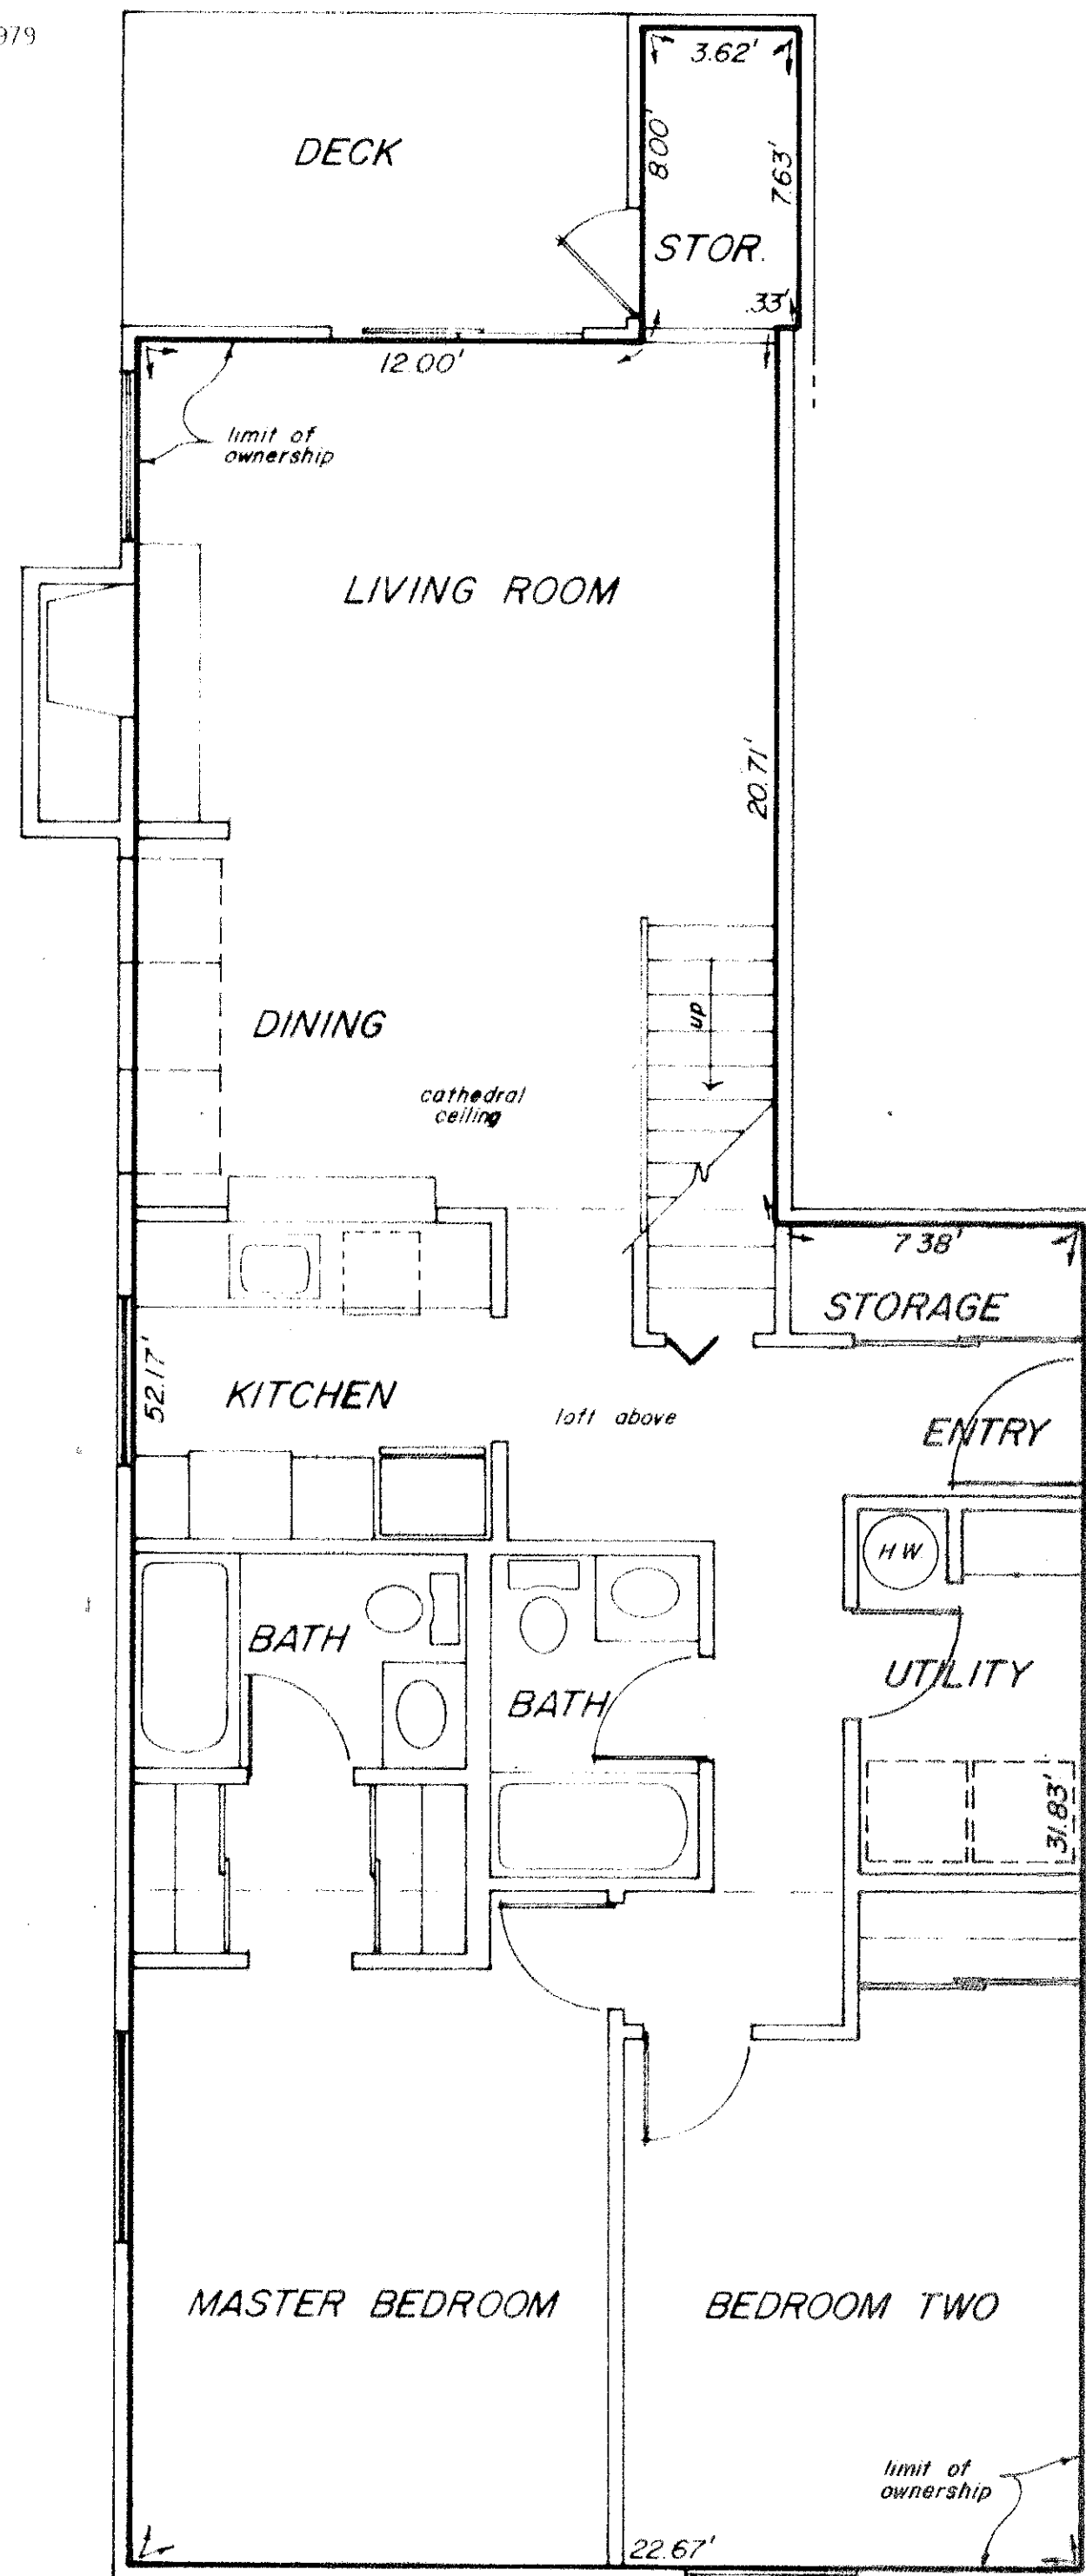 979
3.62'
DECK
8.00'
7.63'
STOR.
.33'
12.00'
limit of
ownership
LIVING ROOM
20.71'
DINING
up
cathedral
ceiling
7.38'
STORAGE
52.17'
KITCHEN
loft above
ENTRY
H W
BATH
UTILITY
BATH
31.83'
MASTER BEDROOM
BEDROOM TWO
limit of
ownership
22.67'